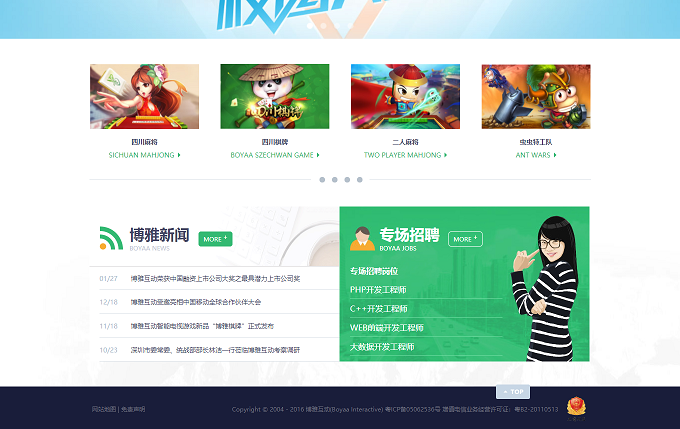 四川麻将
SICHUAN MAHJONG
四川棋牌
BOYAA SZECHWAN GAME
二人麻将
TWO PLAYER MAHJONG
虫虫特工队
ANT WARS
博雅新闻
BOYAA NEWS
MORE +
01/27 博雅互动荣获中国融资上市公司大奖之最具潜力上市公司奖
12/18 博雅互动受邀亮相中国移动全球合作伙伴大会
11/18 博雅互动智能电视游戏新品“博雅棋牌”正式发布
10/23 深圳市委常委、统战部部长林洁一行莅临博雅互动考察调研
专场招聘
BOYAA JOBS
MORE +
专场招聘岗位
PHP开发工程师
C++开发工程师
WEB前端开发工程师
大数据开发工程师
TOP
网站地图 | 免责声明
Copyright © 2004 - 2016 博雅互动(Boyaa Interactive) 粤ICP备05062536号 增值电信业务经营许可证：粤B2-20110513